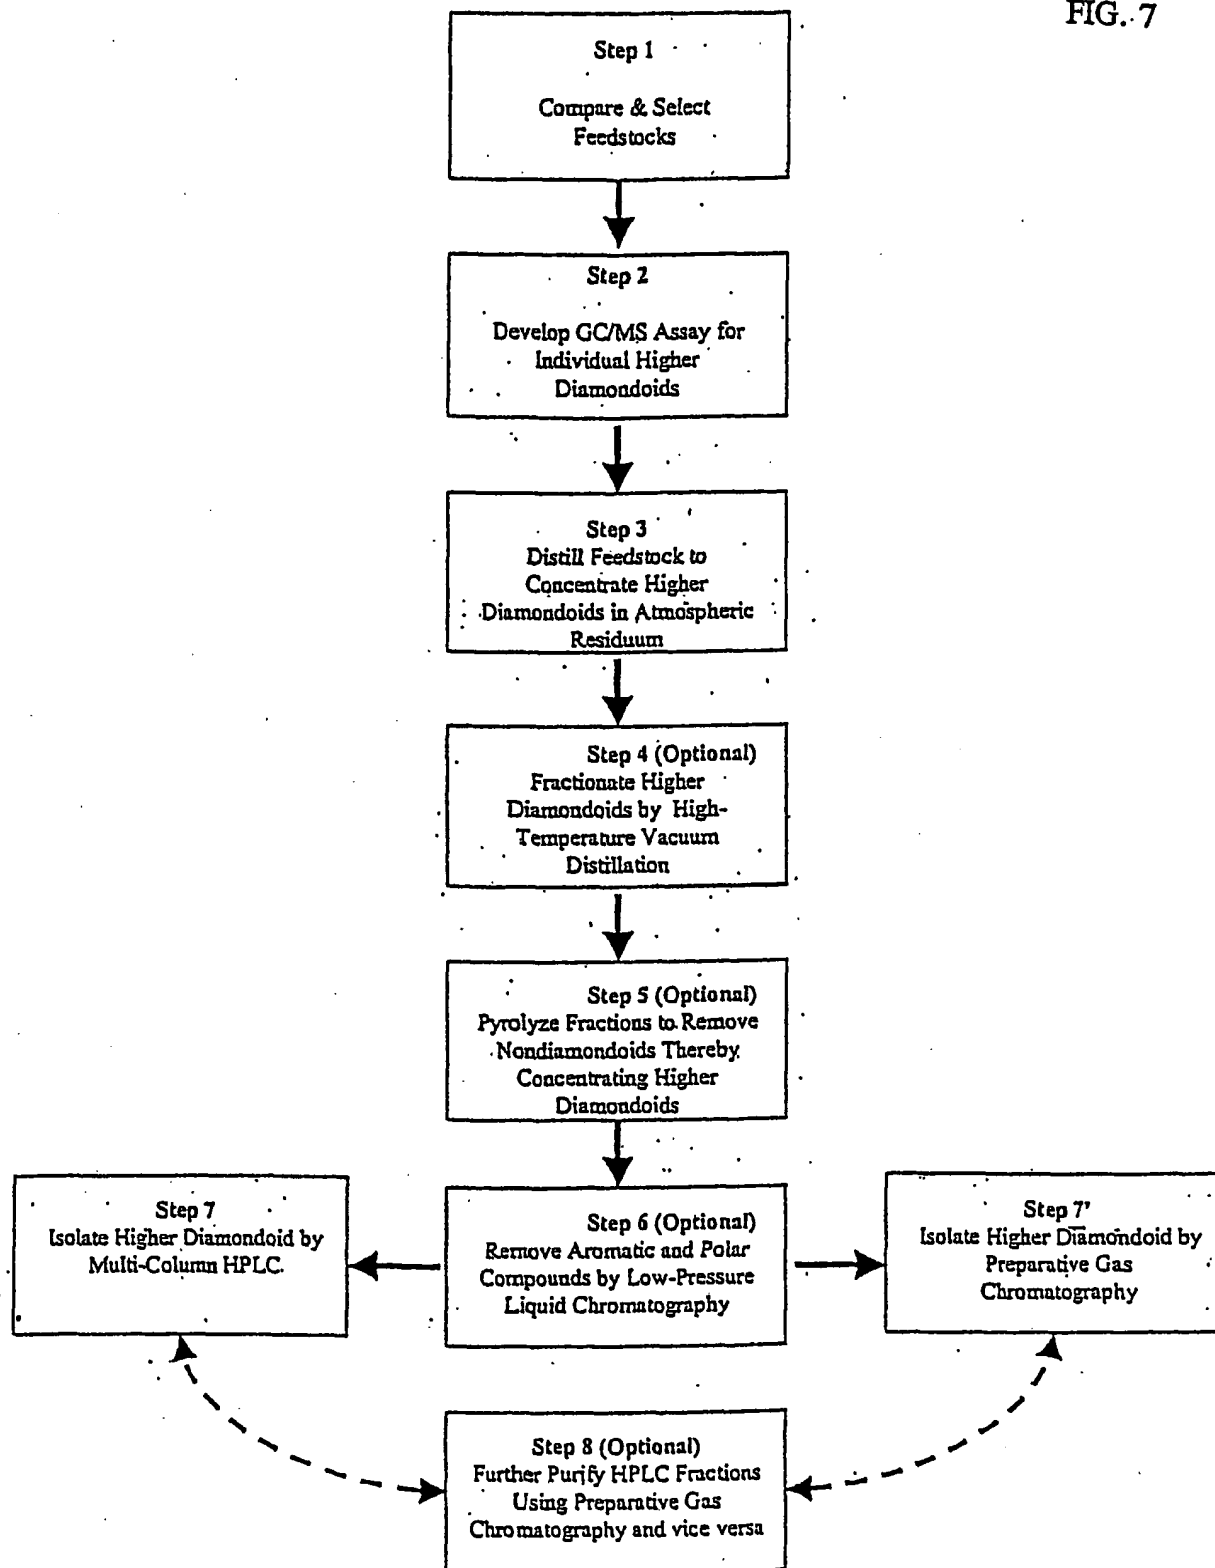 FIG. 7
Step 1
Compare & Select
Feedstocks
Step 2
Develop GC/MS Assay for
Individual Higher
Diamondoids
Step 3
Distill Feedstock to
Concentrate Higher
Diamondoids in Atmospheric
Residuum
Step 4 (Optional)
Fractionate Higher
Diamondoids by High-
Temperature Vacuum
Distillation
Step 5 (Optional)
Pyrolyze Fractions to Remove
Nondiamondoids Thereby
Concentrating Higher
Diamondoids
Step 6 (Optional)
Remove Aromatic and Polar
Compounds by Low-Pressure
Liquid Chromatography
Step 7
Isolate Higher Diamondoid by
Multi-Column HPLC.
Step 7'
Isolate Higher Diamondoid by
Preparative Gas
Chromatography
Step 8 (Optional)
Further Purify HPLC Fractions
Using Preparative Gas
Chromatography and vice versa